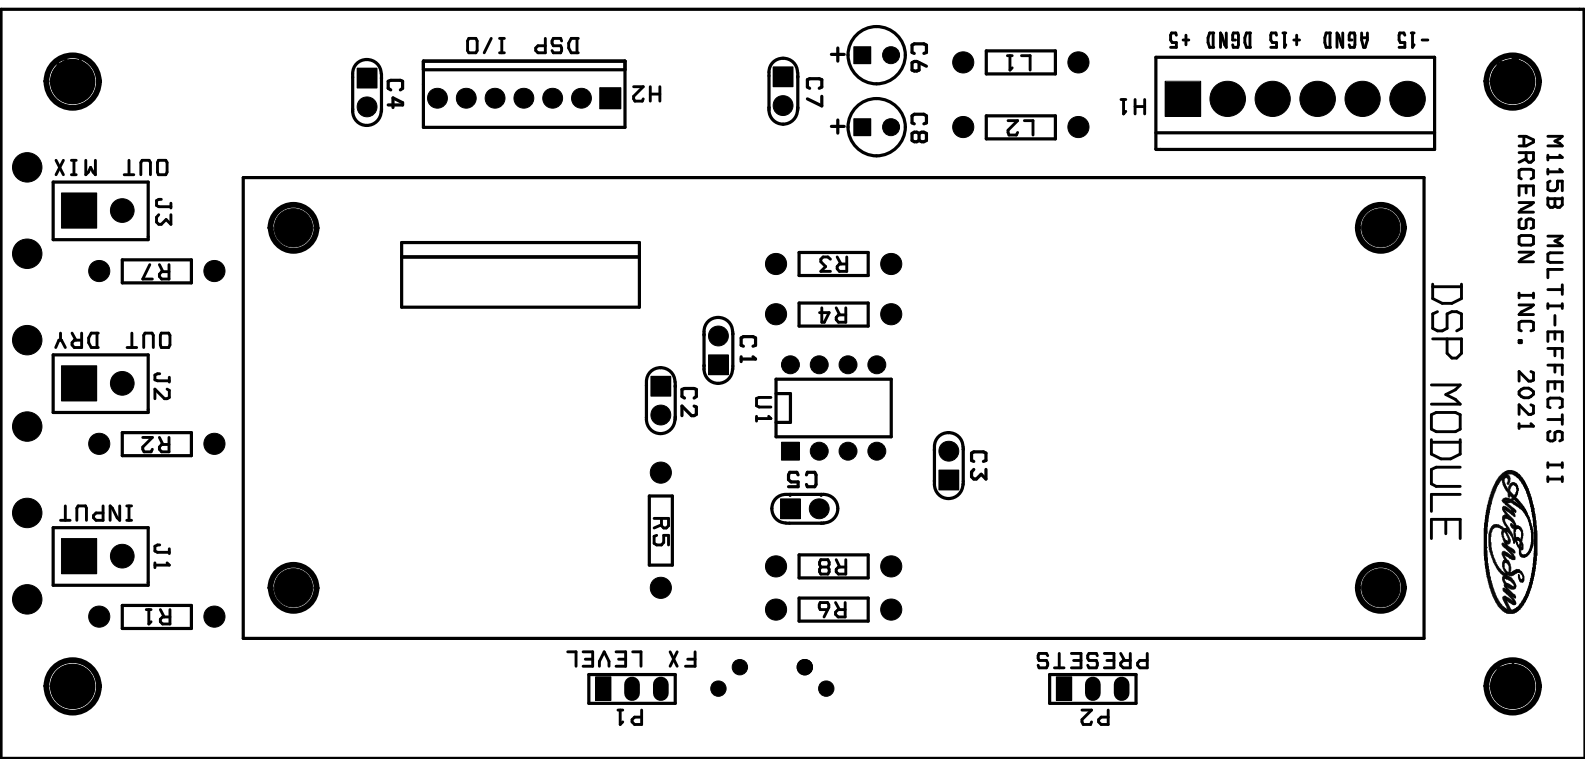 DSP I/O
C4
H2
C7
C6
C8
L1
L2
-15 AGND +15 DGND +5
H1
OUT MIX
J3
R7
OUT DRY
J2
R2
INPUT
J1
R1
R3
R4
C1
C2
U1
C3
C5
R5
R8
R6
DSP MODULE
M115B MULTI-EFFECTS II
ARCENSON INC. 2021
ArcEnSon
FX LEVEL
P1
PRESETS
P2